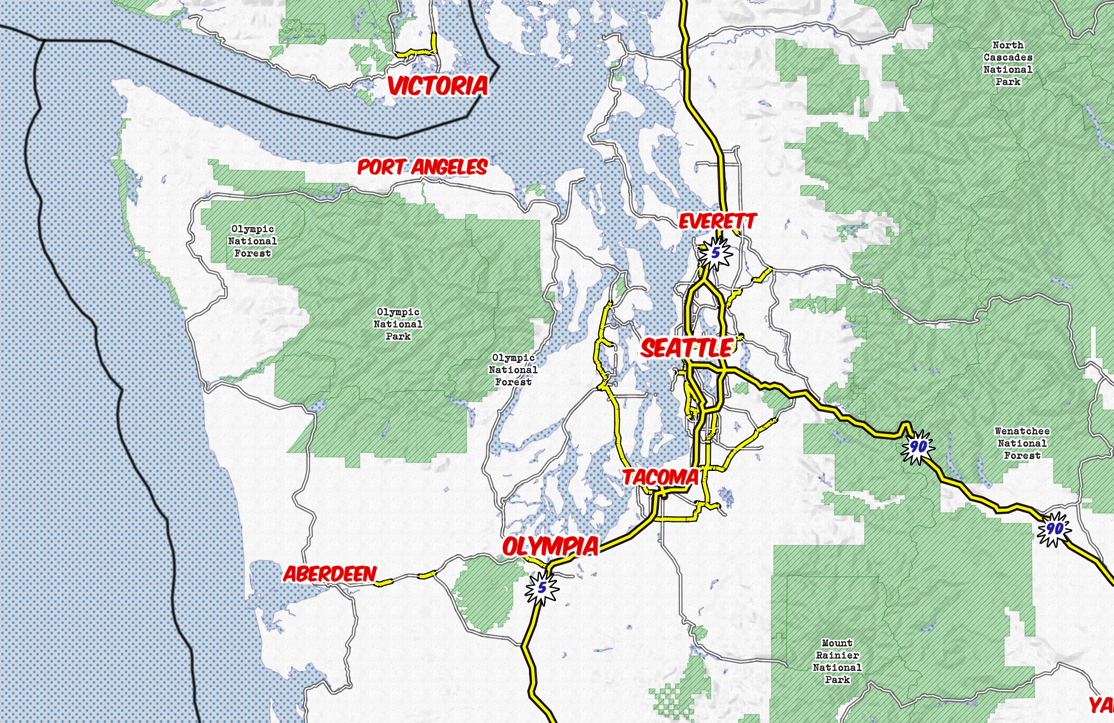 North
Cascades
National
Park
VICTORIA
PORT ANGELES
EVERETT
Olympic
National
Forest
5
Olympic
National
Park
SEATTLE
Olympic
National
Forest
90
Wenatchee
National
Forest
TACOMA
90
OLYMPIA
ABERDEEN
5
Mount
Rainier
National
Park
YA